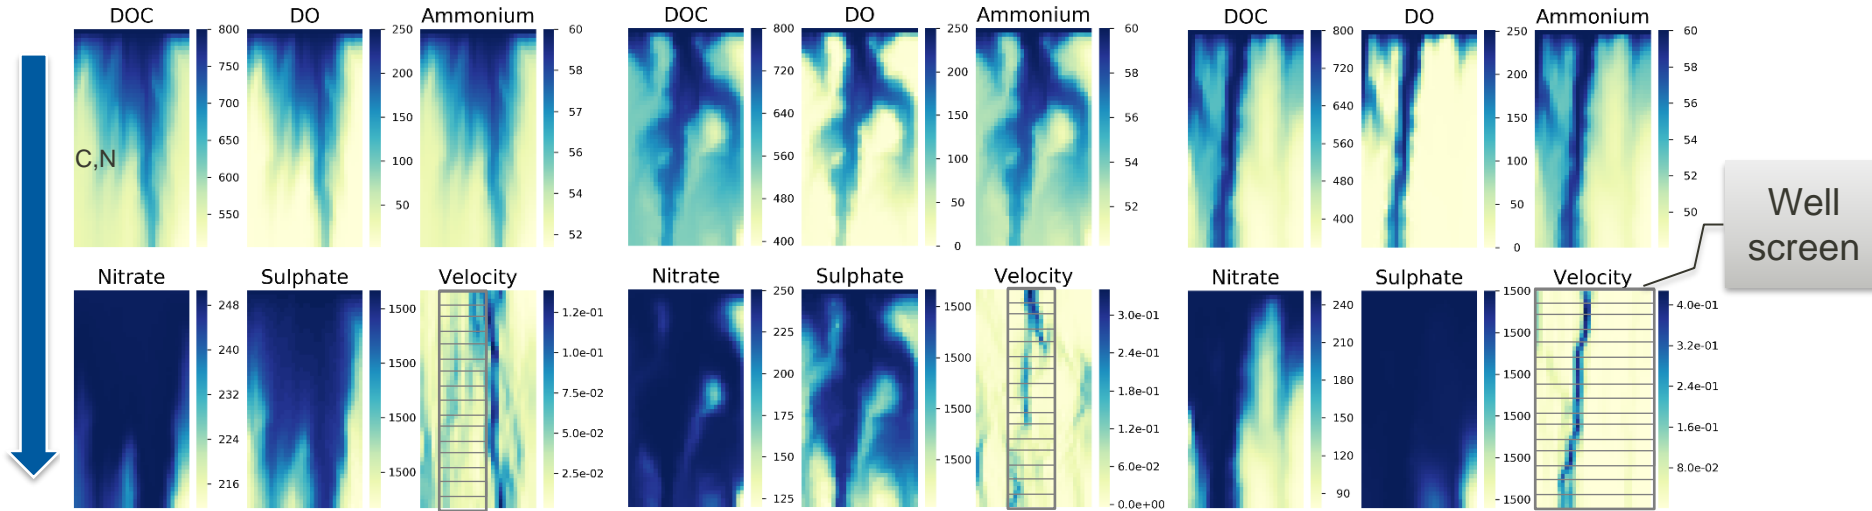 DOC DO Ammonium DOC DO Ammonium DOC DO Ammonium
800 250 60 800 250 60 800 250 60
750 200 58 720 200 58 720 200 58
700 150 640 150 56 640 150 56
650 100 56 560 100 54 560 100 54
600 54 480 50 52 480 50 52
550 50 52 400 0 400 0 50
C,N
Well
screen
Nitrate Sulphate Velocity Nitrate Sulphate Velocity Nitrate Sulphate Velocity
248 1500 1.2e-01 250 1500 3.0e-01 240 1500 4.0e-01
240 1500 1.0e-01 225 1500 2.4e-01 210 1500 3.2e-01
232 7.5e-02 200 1.8e-01 180 1500 2.4e-01
224 1500 5.0e-02 175 1500 1.2e-01 150 1500 1.6e-01
216 1500 2.5e-02 150 1500 6.0e-02 120 1500 8.0e-02
125 0.0e+00 90 1500